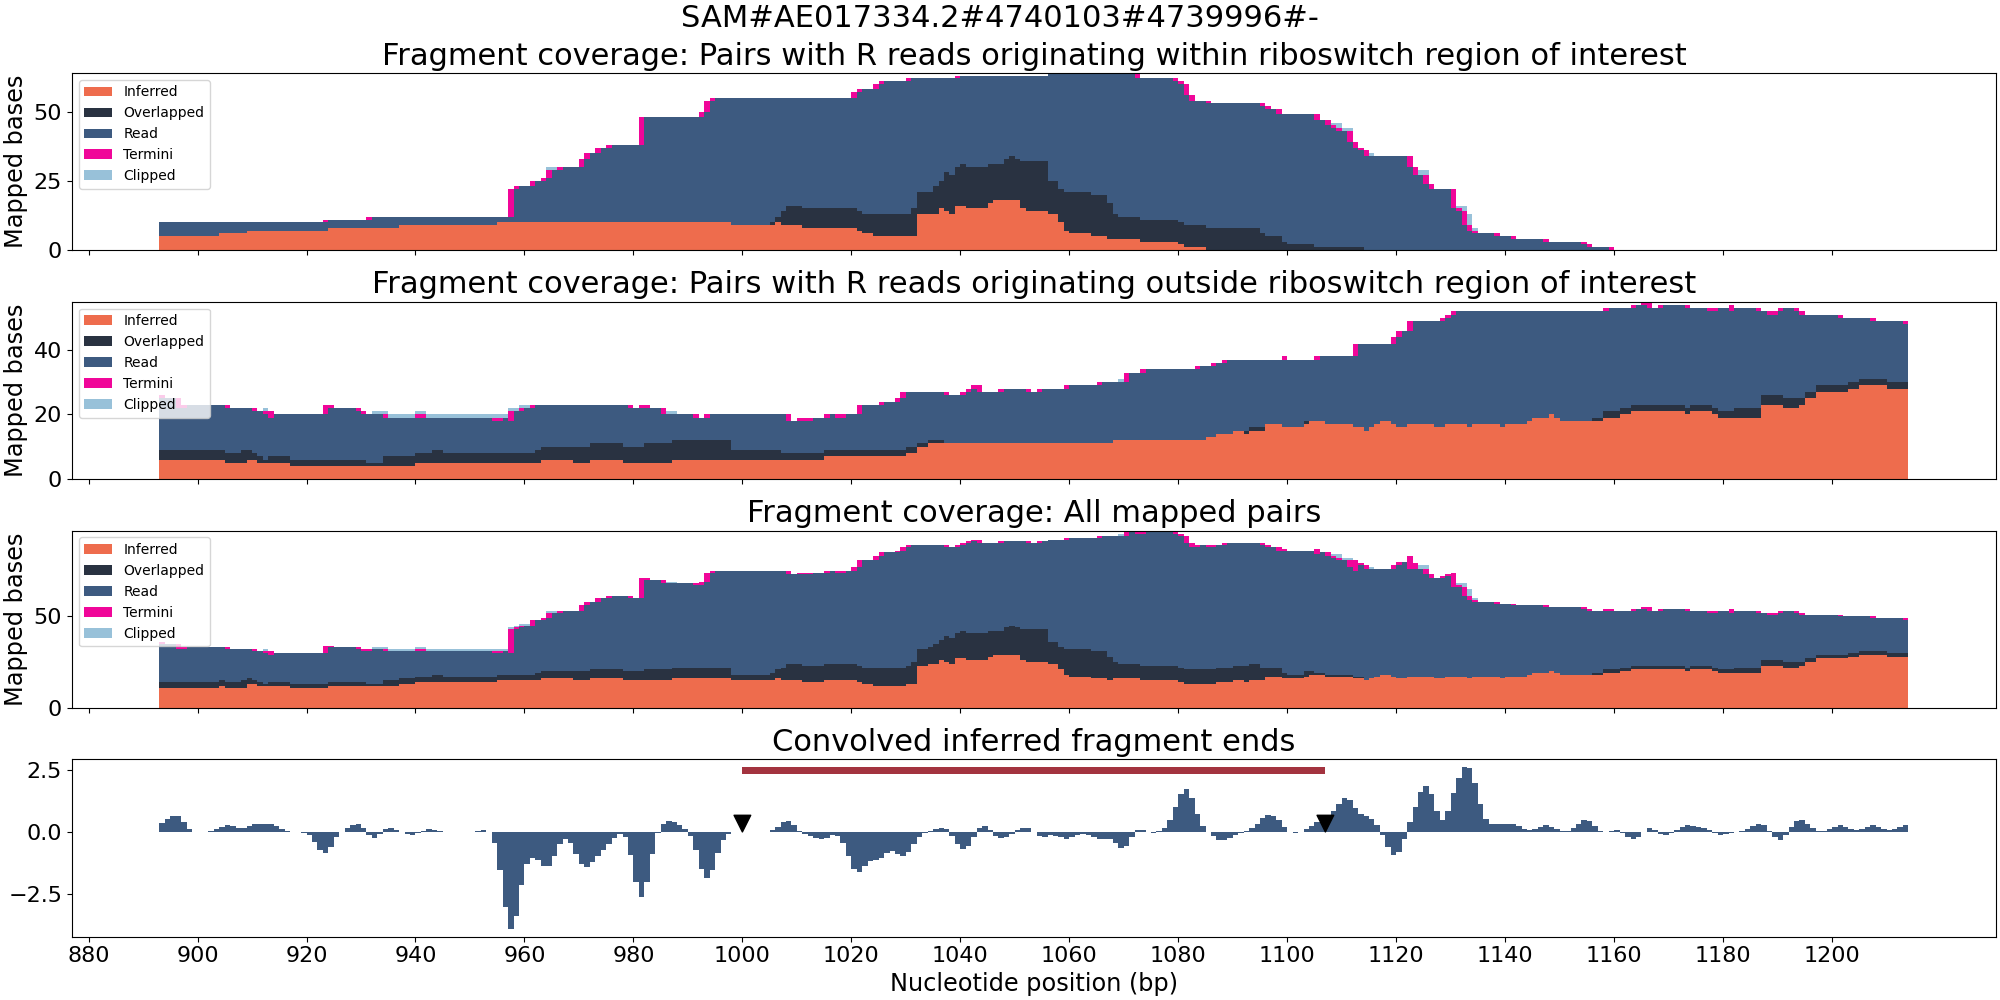 SAM#AE017334.2#4740103#4739996#-
Fragment coverage: Pairs with R reads originating within riboswitch region of interest
Mapped bases
50
25
0
Inferred
Overlapped
Read
Termini
Clipped
Fragment coverage: Pairs with R reads originating outside riboswitch region of interest
Mapped bases
40
20
0
Inferred
Overlapped
Read
Termini
Clipped
Fragment coverage: All mapped pairs
Mapped bases
50
0
Inferred
Overlapped
Read
Termini
Clipped
Convolved inferred fragment ends
2.5
0.0
−2.5
880 900 920 940 960 980 1000 1020 1040 1060 1080 1100 1120 1140 1160 1180 1200
Nucleotide position (bp)